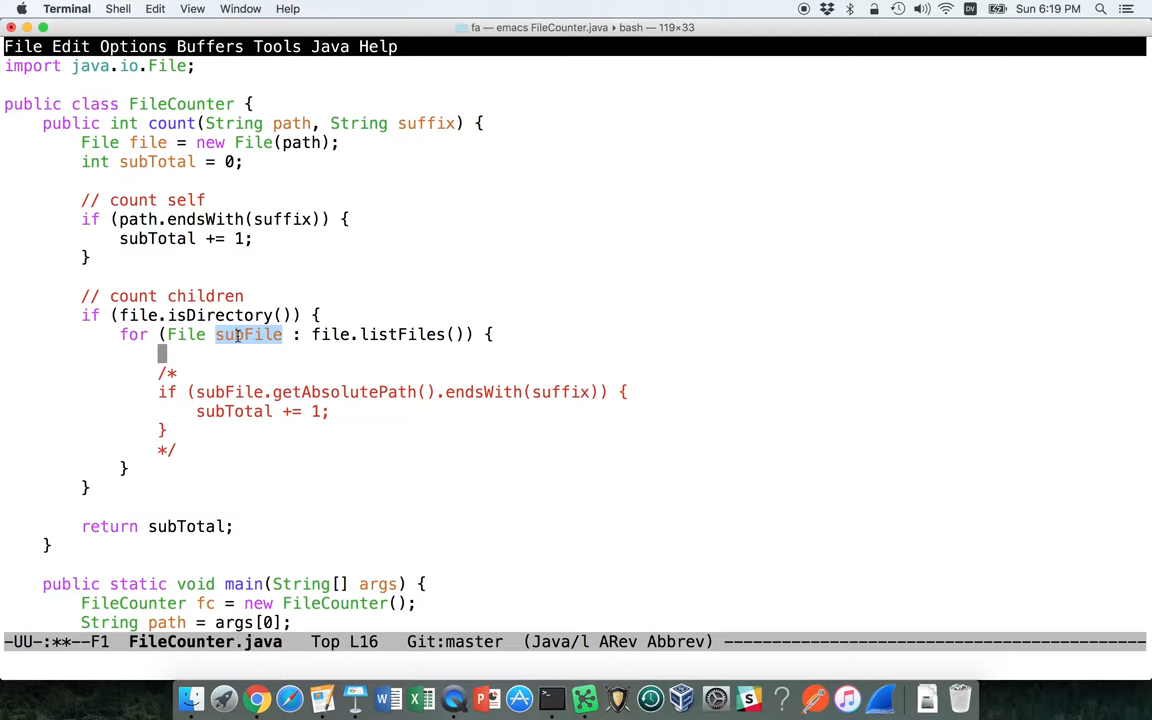 Terminal Shell Edit View Window Help Sun 6:19 PM
fa — emacs FileCounter.java ▸ bash — 119×33
File Edit Options Buffers Tools Java Help
import java.io.File;
public class FileCounter {
public int count(String path, String suffix) {
File file = new File(path);
int subTotal = 0;
// count self
if (path.endsWith(suffix)) {
subTotal += 1;
}
// count children
if (file.isDirectory()) {
for (File subFile : file.listFiles()) {
/*
if (subFile.getAbsolutePath().endsWith(suffix)) {
subTotal += 1;
}
*/
}
}
return subTotal;
}
public static void main(String[] args) {
FileCounter fc = new FileCounter();
String path = args[0];
-UU-:**--F1 FileCounter.java Top L16 Git:master (Java/l ARev Abbrev) ----------------------------------------------